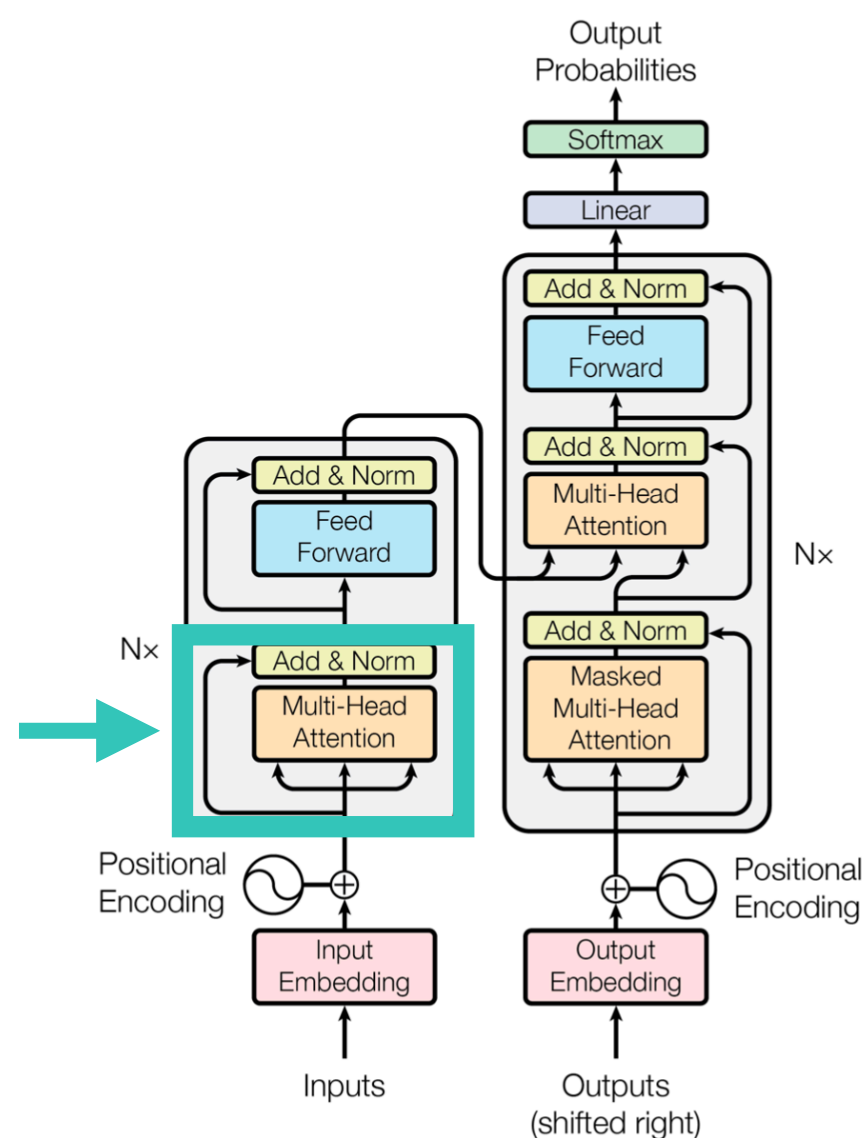 Output
Probabilities
Softmax
Linear
Add & Norm
Feed
Forward
Add & Norm
Multi-Head
Attention
N×
Add & Norm
Masked
Multi-Head
Attention
Add & Norm
Feed
Forward
N×
Add & Norm
Multi-Head
Attention
Positional
Encoding
Positional
Encoding
Input
Embedding
Output
Embedding
Inputs
Outputs
(shifted right)